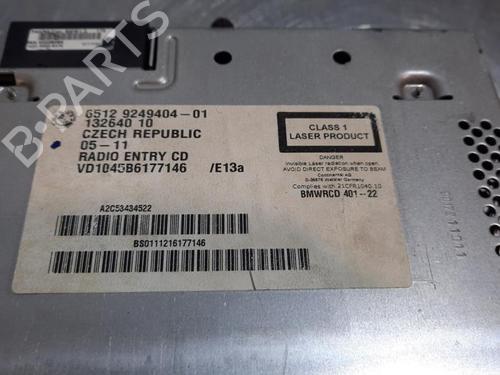 6512 9249404-01
132640 10
CZECH REPUBLIC
05-11
RADIO ENTRY CD
VD1045B6177146 /E13a
CLASS 1
LASER PRODUCT
DANGER
Invisible Laser radiation when open.
AVOID DIRECT EXPOSURE TO BEAM
Continental AG
Complies with 21CFR1040.10
BMWRCD 401-22
A2C53434522
BS0111216177146
B-PARTS